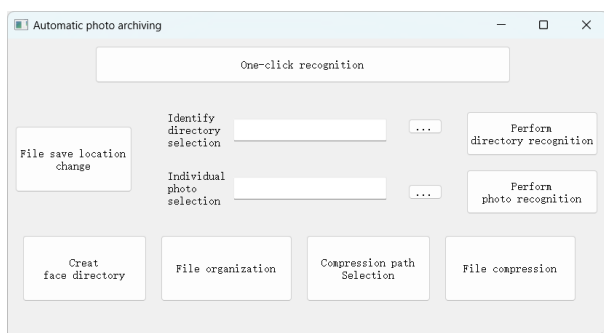 Automatic photo archiving
One-click recognition
Identify
directory
selection
...
Perform
directory recognition
File save location
change
Individual
photo
selection
...
Perform
photo recognition
Creat
face directory
File organization
Compression path
Selection
File compression